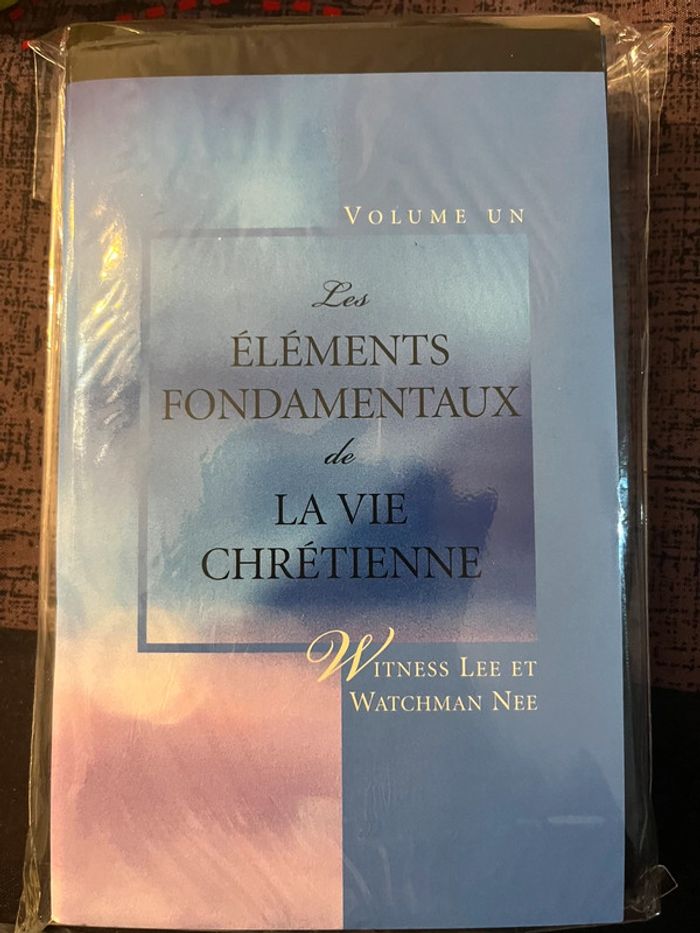 VOLUME UN
Les
ÉLÉMENTS
FONDAMENTAUX
de
LA VIE
CHRÉTIENNE
WITNESS LEE ET
WATCHMAN NEE